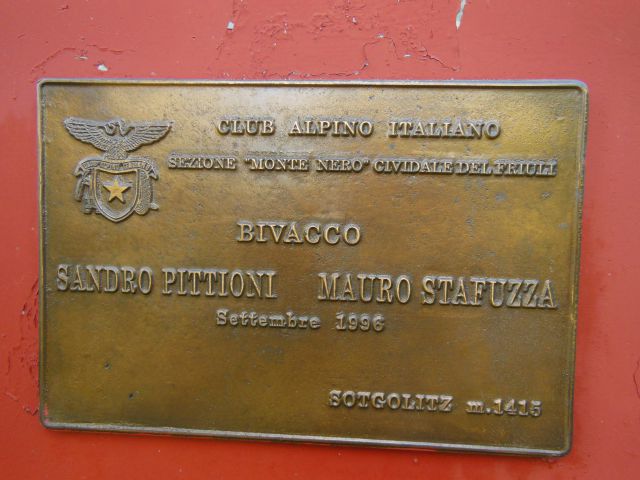 CLUB ALPINO ITALIANO
SEZIONE "MONTE NERO" CIVIDALE DEL FRIULI
BIVACCO
SANDRO PITTIONI MAURO STAFUZZA
Settembre 1996
SOTGOLITZ m.1415